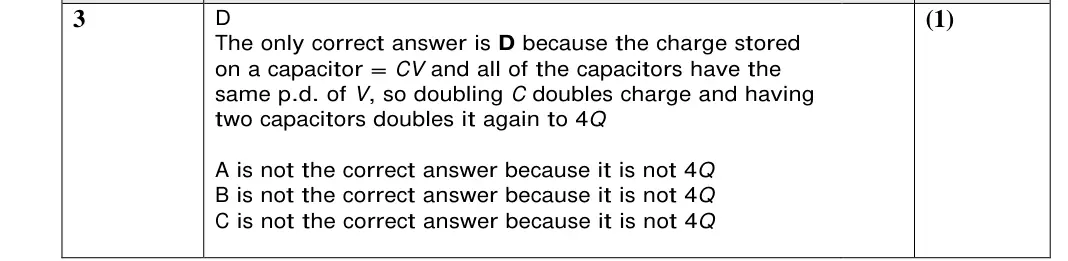 3 D (1)
The only correct answer is D because the charge stored
on a capacitor = CV and all of the capacitors have the
same p.d. of V, so doubling C doubles charge and having
two capacitors doubles it again to 4Q
A is not the correct answer because it is not 4Q
B is not the correct answer because it is not 4Q
C is not the correct answer because it is not 4Q